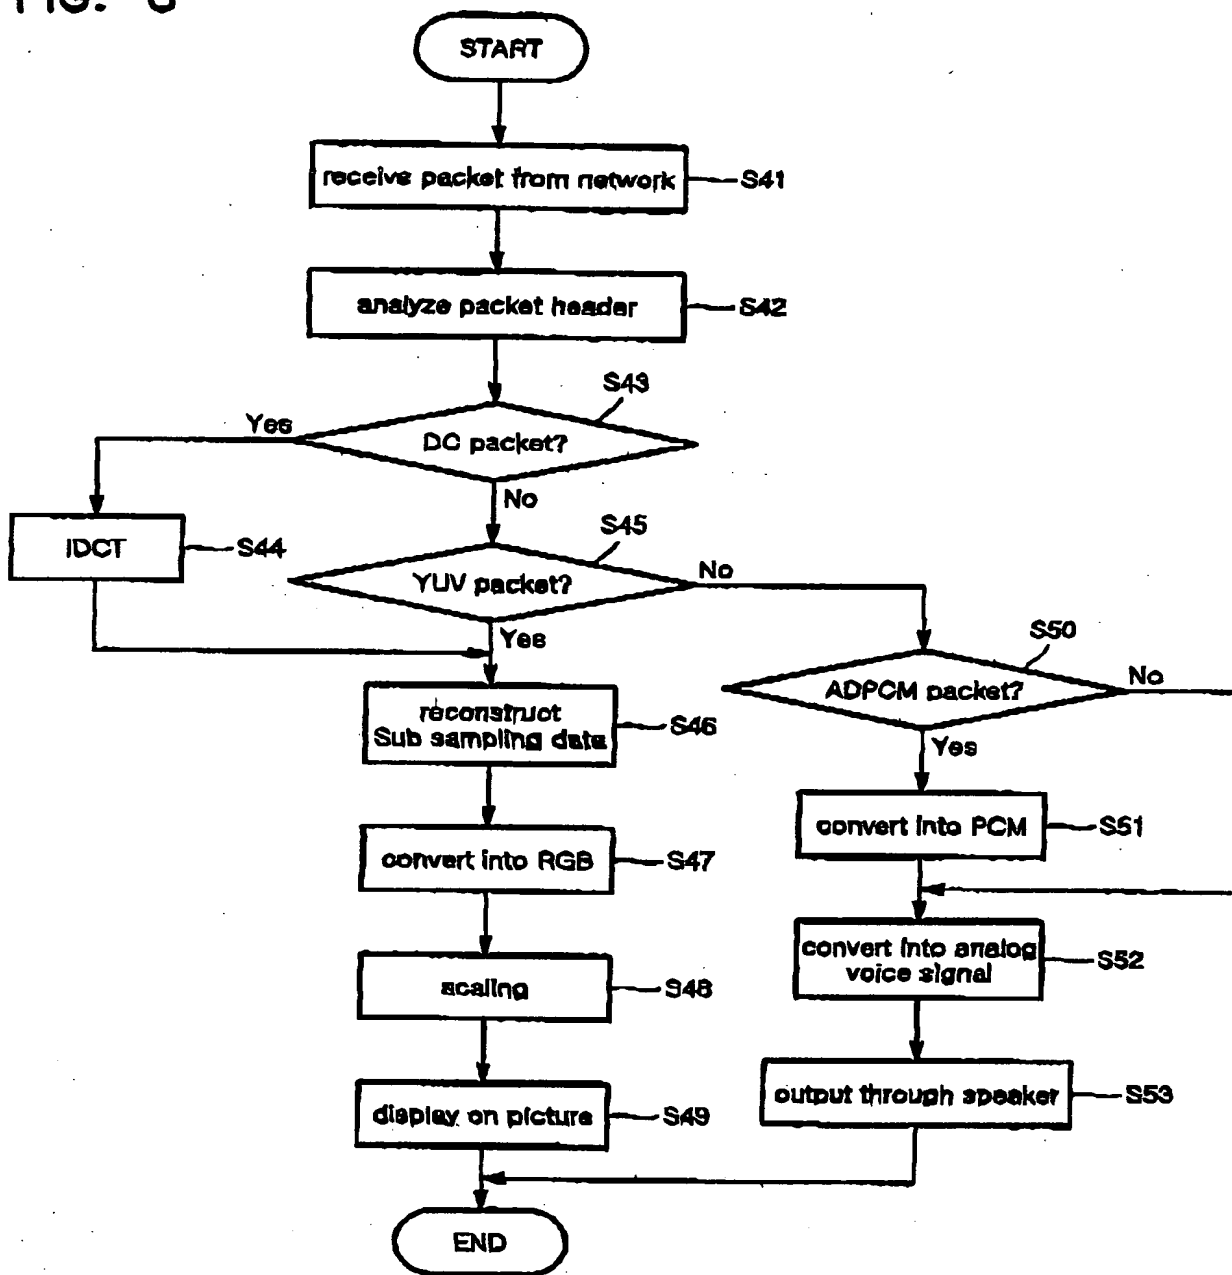 START
receive packet from network
S41
analyze packet header
S42
S43
Yes
DC packet?
No
IDCT
S44
S45
YUV packet?
No
Yes
S50
ADPCM packet?
No
Yes
reconstruct
Sub sampling data
S46
convert into PCM
S51
convert into RGB
S47
convert into analog
voice signal
S52
scaling
S48
output through speaker
S53
display on picture
S49
END